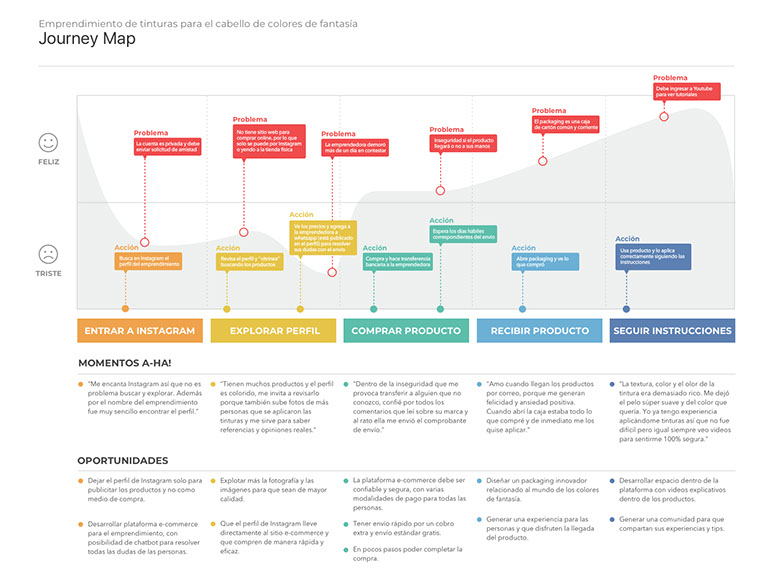 Emprendimiento de tinturas para el cabello de colores de fantasía
Journey Map
FELIZ
TRISTE
Problema
La cuenta es privada y debe
enviar solicitud de amistad
Problema
No tiene sitio web para
comprar online, por lo que
solo se puede por Instagram
o yendo a la tienda física
Problema
La emprendedora demoró
más de un día en contestar
Problema
Inseguridad si el producto
llegará o no a sus manos
Problema
El packaging es una caja
de cartón común y corriente
Problema
Debe ingresar a Youtube
para ver tutoriales
Acción
Busca en Instagram el
perfil del emprendimiento
Acción
Revisa el perfil y "vitrinea"
buscando los productos
Acción
Ve los precios y agrega a
la emprendedora a
whatsapp (está publicado
en el perfil) para resolver
sus dudas con el envío
Acción
Compra y hace transferencia
bancaria a la emprendedora
Acción
Espera los días hábiles
correspondientes del envío
Acción
Abre packaging y ve lo
que compró
Acción
Usa producto y lo aplica
correctamente siguiendo las
instrucciones
ENTRAR A INSTAGRAM
EXPLORAR PERFIL
COMPRAR PRODUCTO
RECIBIR PRODUCTO
SEGUIR INSTRUCCIONES
MOMENTOS A-HA!
"Me encanta Instagram así que no es
problema buscar y explorar. Además
por el nombre del emprendimiento
fue muy sencillo encontrar el perfil."
"Tienen muchos productos y el perfil
es colorido, me invita a revisarlo
porque también sube fotos de más
personas que se aplicaron las
tinturas y me sirve para saber
referencias y opiniones reales."
"Dentro de la inseguridad que me
provoca transferir a alguien que no
conozco, confié por todos los
comentarios que leí sobre su marca y
al rato ella me envió el comprobante
de envío."
"Amo cuando llegan los productos
por correo, porque me generan
felicidad y ansiedad positiva.
Cuando abrí la caja estaba todo lo
que compré y de inmediato me los
quise aplicar."
"La textura, color y el olor de la
tintura era demasiado rico. Me dejó
el pelo súper suave y del color que
quería. Yo ya tengo experiencia
aplicándome tinturas así que no fue
difícil pero igual siempre veo videos
para sentirme 100% segura."
OPORTUNIDADES
Dejar el perfil de Instagram solo para
publicitar los productos y no como
medio de compra.
Desarrollar plataforma e-commerce
para el emprendimiento, con
posibilidad de chatbot para resolver
todas las dudas de las personas.
Explotar más la fotografía y las
imágenes para que sean de mayor
calidad.
Que el perfil de Instagram lleve
directamente al sitio e-commerce y
que compren de manera rápida y
eficaz.
La plataforma e-commerce debe ser
confiable y segura, con varias
modalidades de pago para todas las
personas.
Tener envío rápido por un cobro
extra y envío estándar gratis.
En pocos pasos poder completar la
compra.
Diseñar un packaging innovador
relacionado al mundo de los colores
de fantasía.
Generar una experiencia para las
personas y que disfruten la llegada
del producto.
Desarrollar espacio dentro de la
plataforma con videos explicativos
dentro de los productos.
Generar una comunidad para que
compartan sus experiencias y tips.